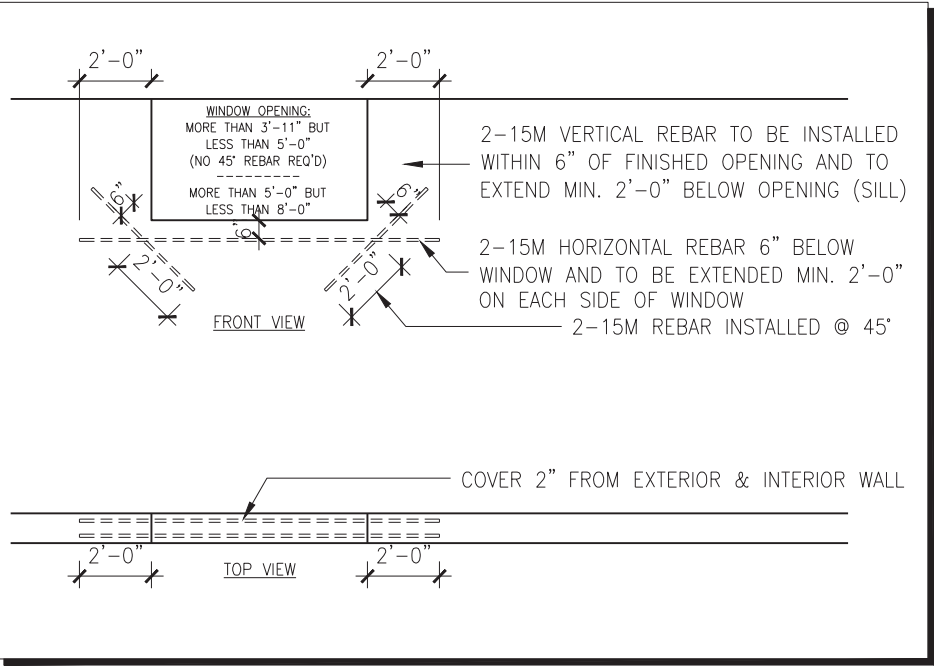 2'-0"
2'-0"
WINDOW OPENING:
MORE THAN 3'-11" BUT
LESS THAN 5'-0"
(NO 45° REBAR REQ'D)
MORE THAN 5'-0" BUT
LESS THAN 8'-0"
2-15M VERTICAL REBAR TO BE INSTALLED
WITHIN 6" OF FINISHED OPENING AND TO
EXTEND MIN. 2'-0" BELOW OPENING (SILL)
6"
6"
6"
2'-0"
2'-0"
2-15M HORIZONTAL REBAR 6" BELOW
WINDOW AND TO BE EXTENDED MIN. 2'-0"
ON EACH SIDE OF WINDOW
2-15M REBAR INSTALLED @ 45°
FRONT VIEW
COVER 2" FROM EXTERIOR & INTERIOR WALL
2'-0"
2'-0"
TOP VIEW